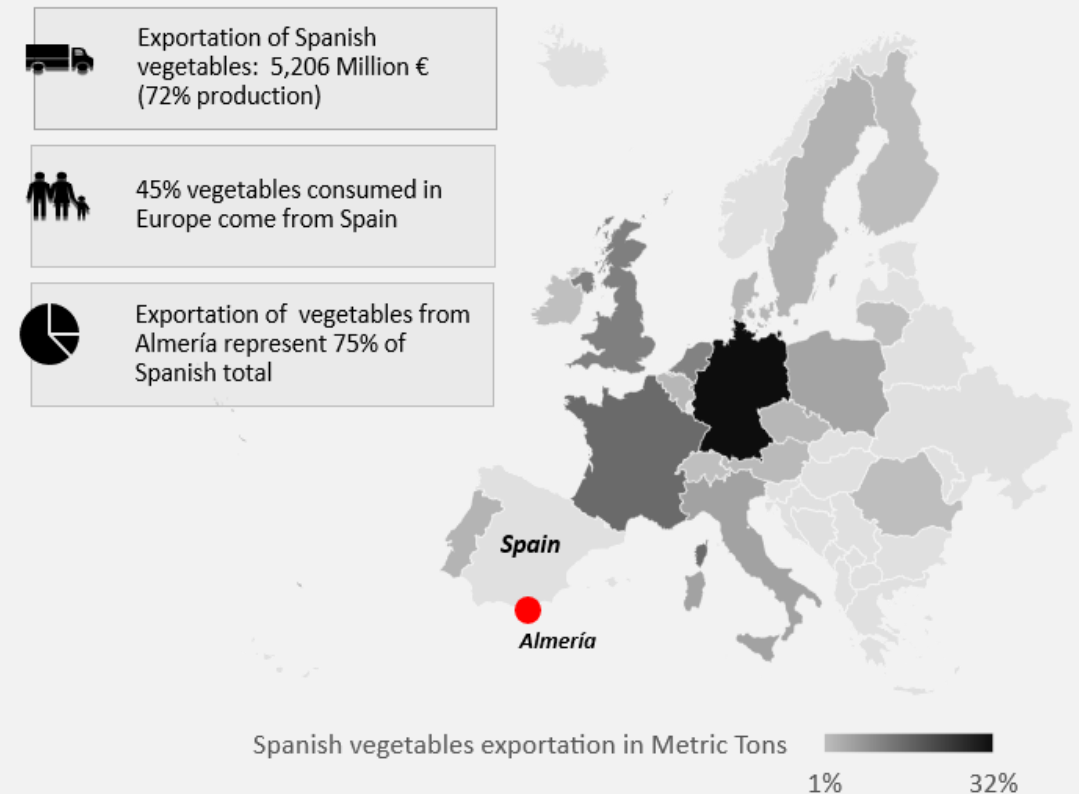 Exportation of Spanish
vegetables: 5,206 Million €
(72% production)
45% vegetables consumed in
Europe come from Spain
Exportation of vegetables from
Almería represent 75% of
Spanish total
Spain
Almería
Spanish vegetables exportation in Metric Tons
1% 32%